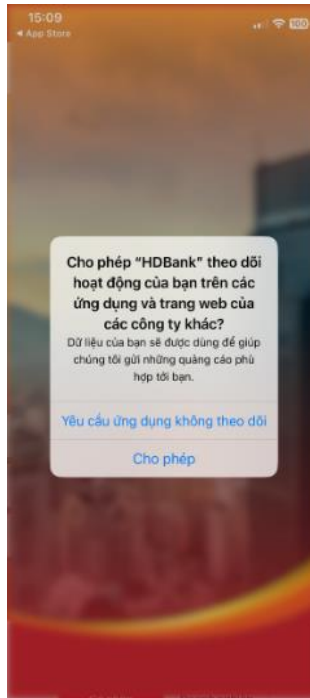 15:09
◀ App Store
100
Cho phép “HDBank” theo dõi
hoạt động của bạn trên các
ứng dụng và trang web của
các công ty khác?
Dữ liệu của bạn sẽ được dùng để giúp
chúng tôi gửi những quảng cáo phù
hợp tới bạn.
Yêu cầu ứng dụng không theo dõi
Cho phép